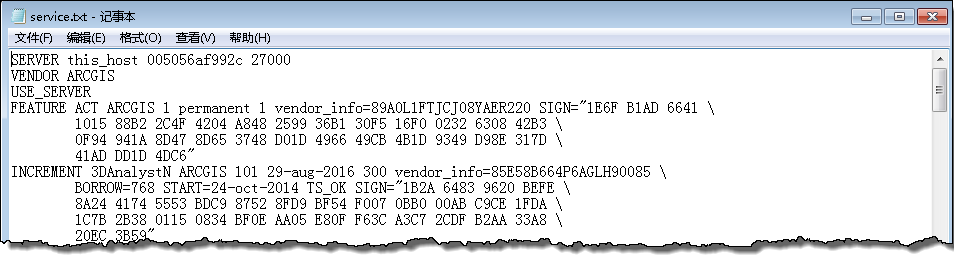 service.txt - 记事本
文件(F) 编辑(E) 格式(O) 查看(V) 帮助(H)
SERVER this_host 005056af992c 27000
VENDOR ARCGIS
USE_SERVER
FEATURE ACT ARCGIS 1 permanent 1 vendor_info=89AOL1FTJCJ08YAER220 SIGN="1E6F B1AD 6641 \
1015 88B2 2C4F 4204 A848 2599 36B1 30F5 16F0 0232 6308 42B3 \
0F94 941A 8D47 8D65 3748 D01D 4966 49CB 4B1D 9349 D98E 317D \
41AD DD1D 4DC6"
INCREMENT 3DAnalystN ARCGIS 101 29-aug-2016 300 vendor_info=85E58B664P6AGLH90085 \
BORROW=768 START=24-oct-2014 TS_OK SIGN="1B2A 6483 9620 BEFE \
8A24 4174 5553 BDC9 8752 8FD9 BF54 F007 0BB0 00AB C9CE 1FDA \
1C7B 2B38 0115 0834 BF0E AA05 E80F F63C A3C7 2CDF B2AA 33A8 \
20EC 3B59"